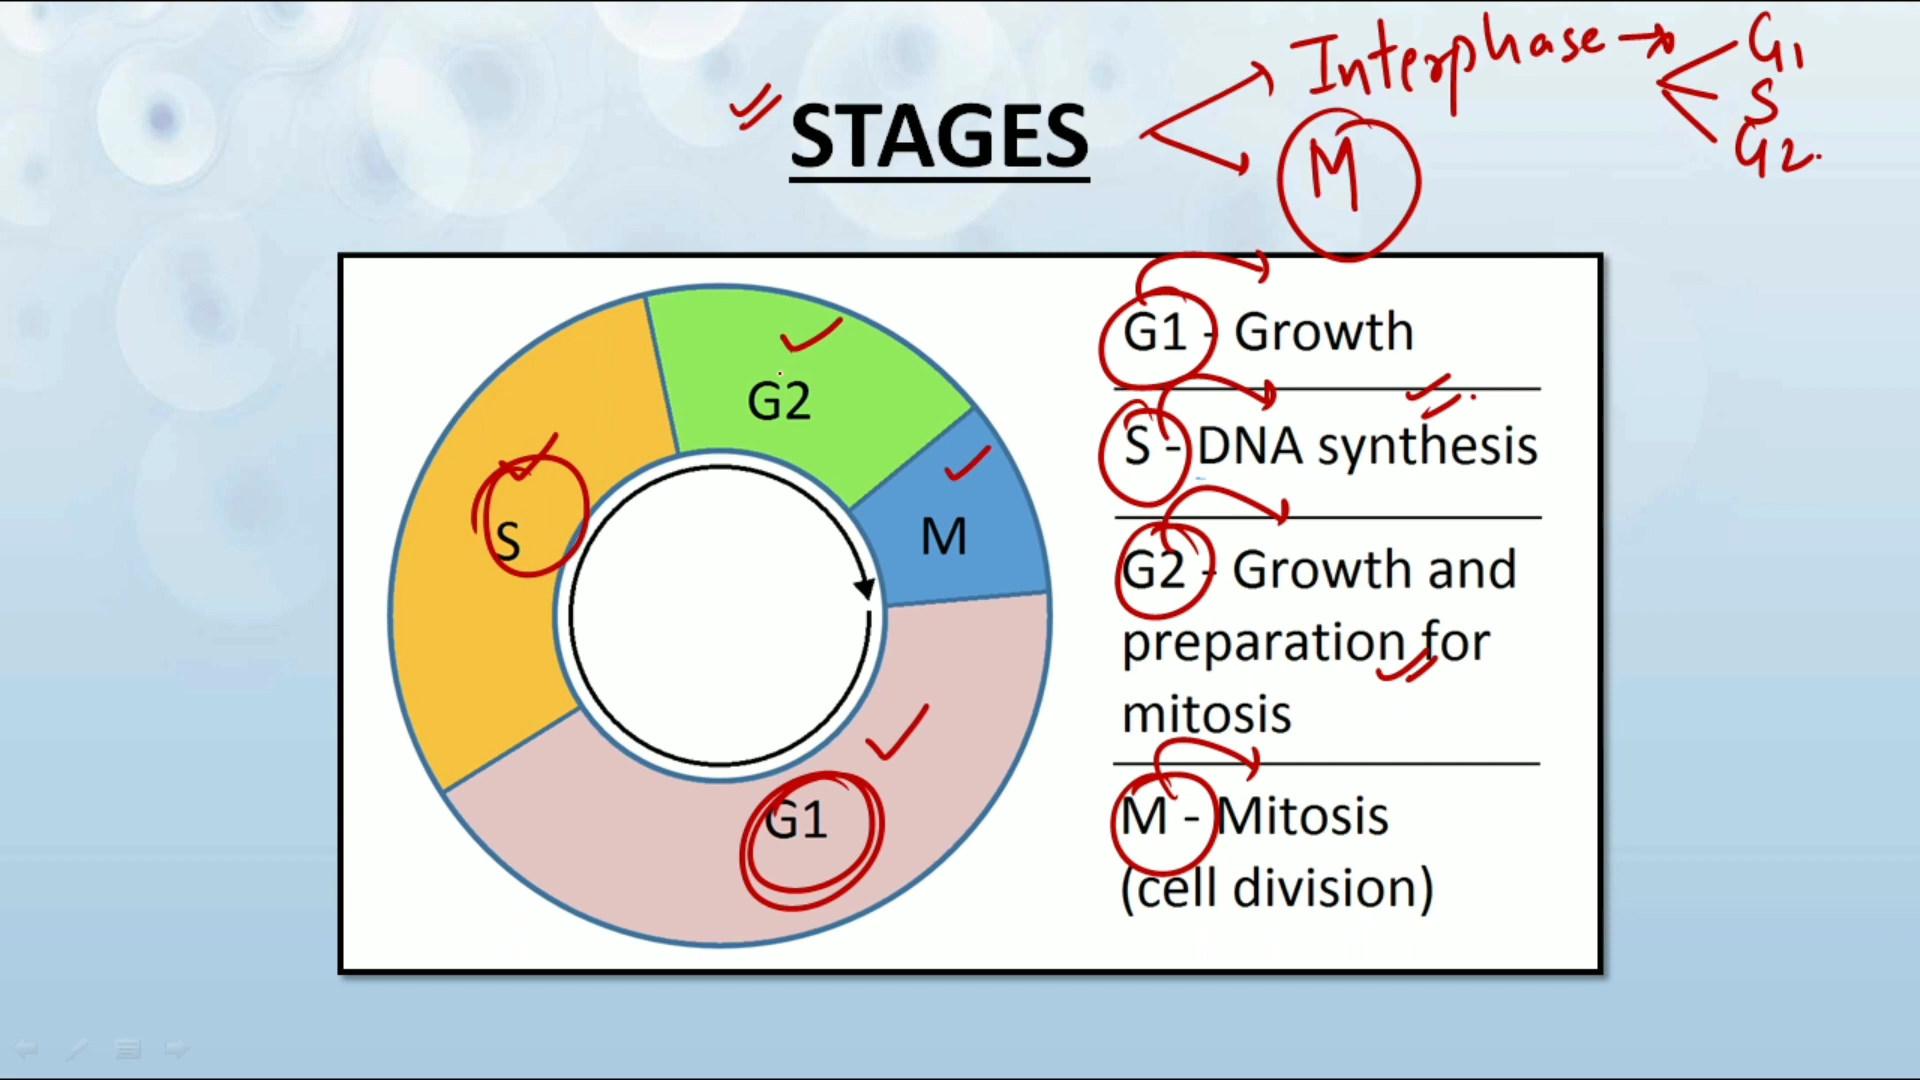 STAGES
Interphase → G1
S
G2.
M
G2
S
M
G1
G1 - Growth
S - DNA synthesis
G2 - Growth and
preparation for
mitosis
M - Mitosis
(cell division)